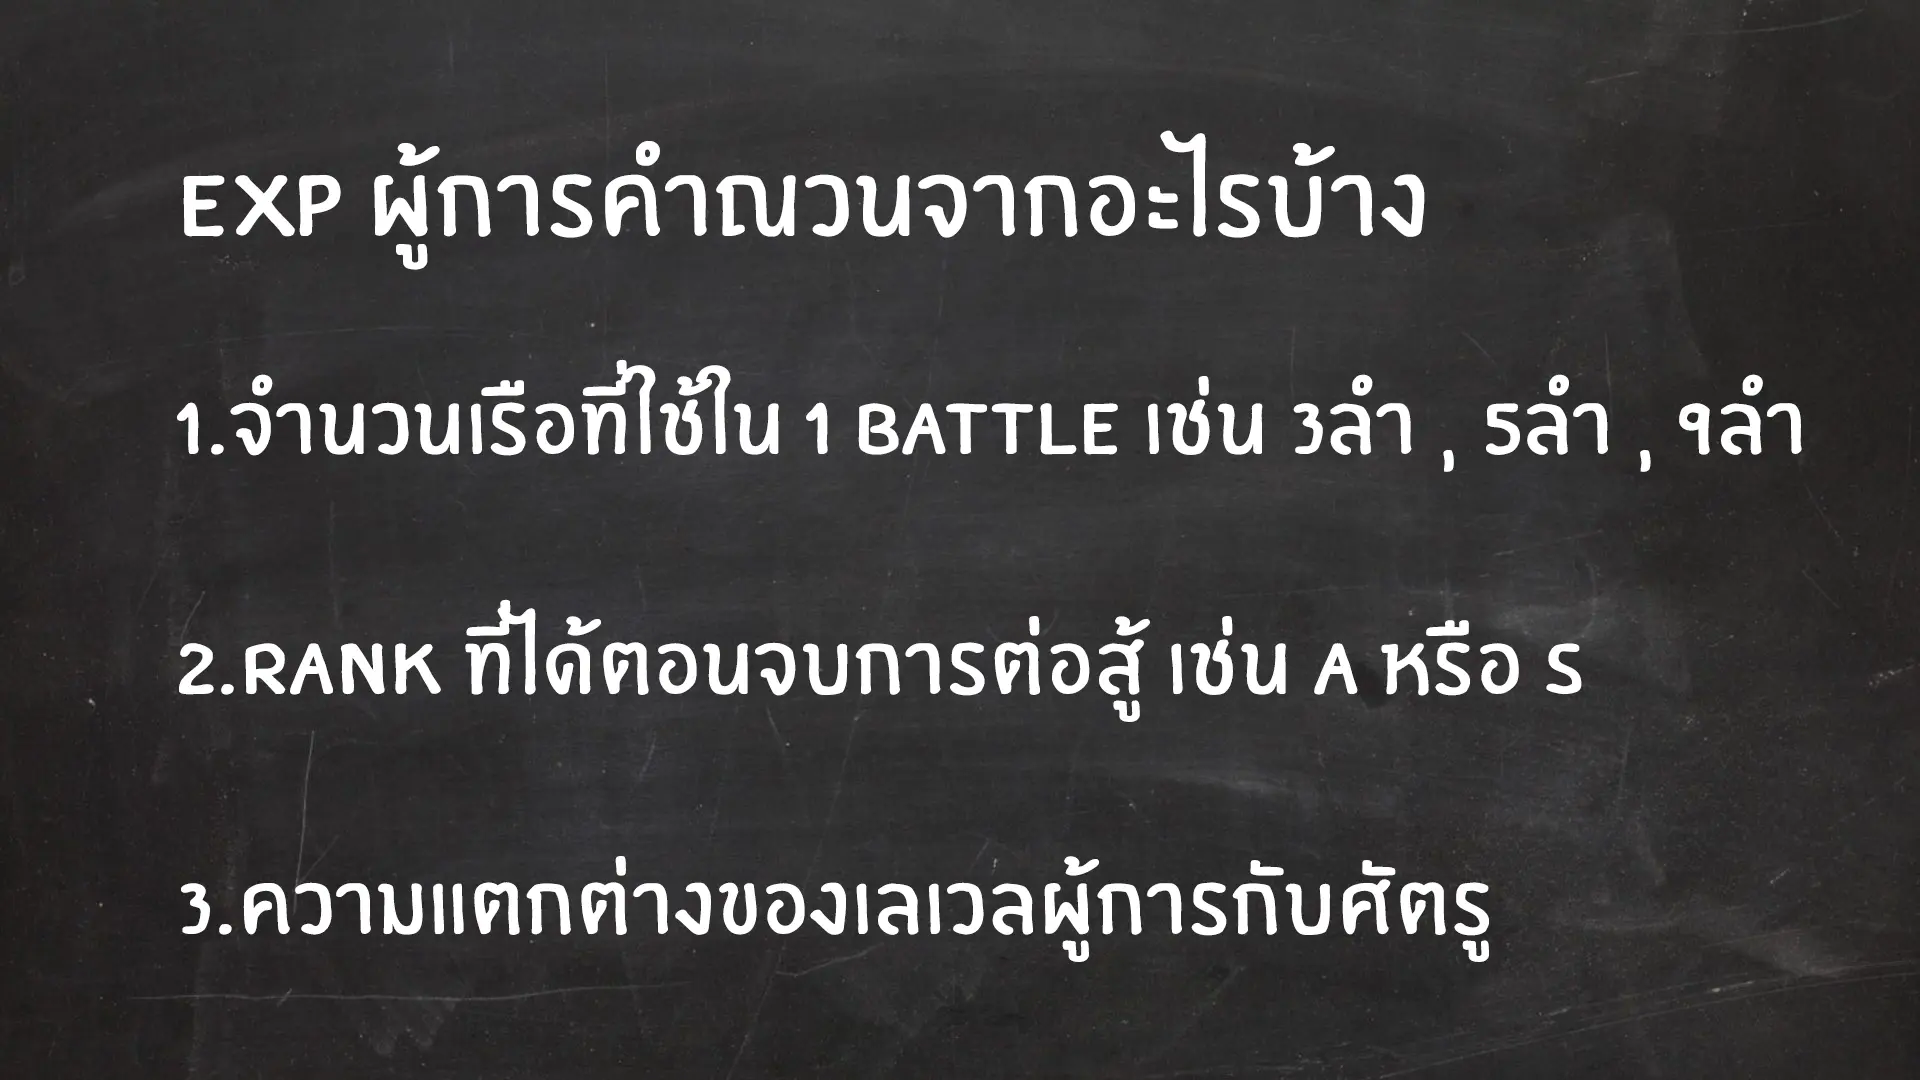 EXP ผู้การคำณวนจากอะไรบ้าง
1.จำนวนเรือที่ใช้ใน 1 BATTLE เช่น 3ลำ , 5ลำ , 9ลำ
2.RANK ที่ได้ตอนจบการต่อสู้ เช่น A หรือ S
3.ความแตกต่างของเลเวลผู้การกับศัตรู